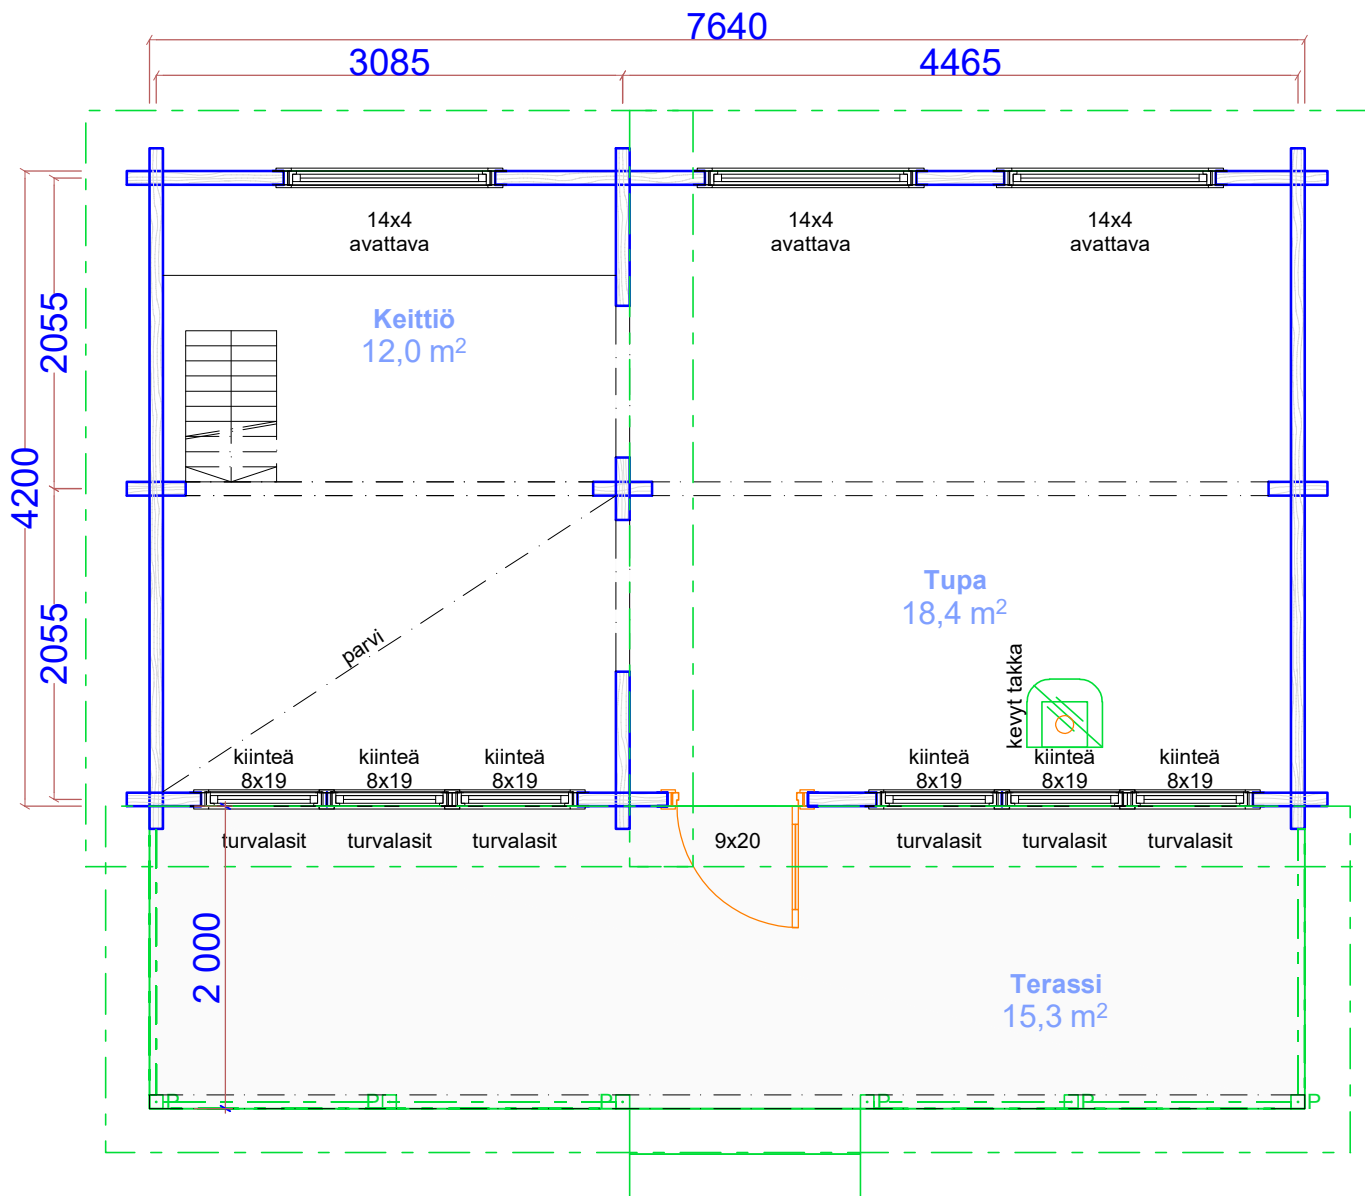 7640
3085
4465
14x4
avattava
14x4
avattava
14x4
avattava
2055
Keittiö
12,0 m²
4200
2055
Tupa
18,4 m²
parvi
kevyt takka
kiinteä
8x19
kiinteä
8x19
kiinteä
8x19
kiinteä
8x19
kiinteä
8x19
kiinteä
8x19
turvalasit
turvalasit
turvalasit
9x20
turvalasit
turvalasit
turvalasit
2 000
Terassi
15,3 m²
P
P
P
P
P
P